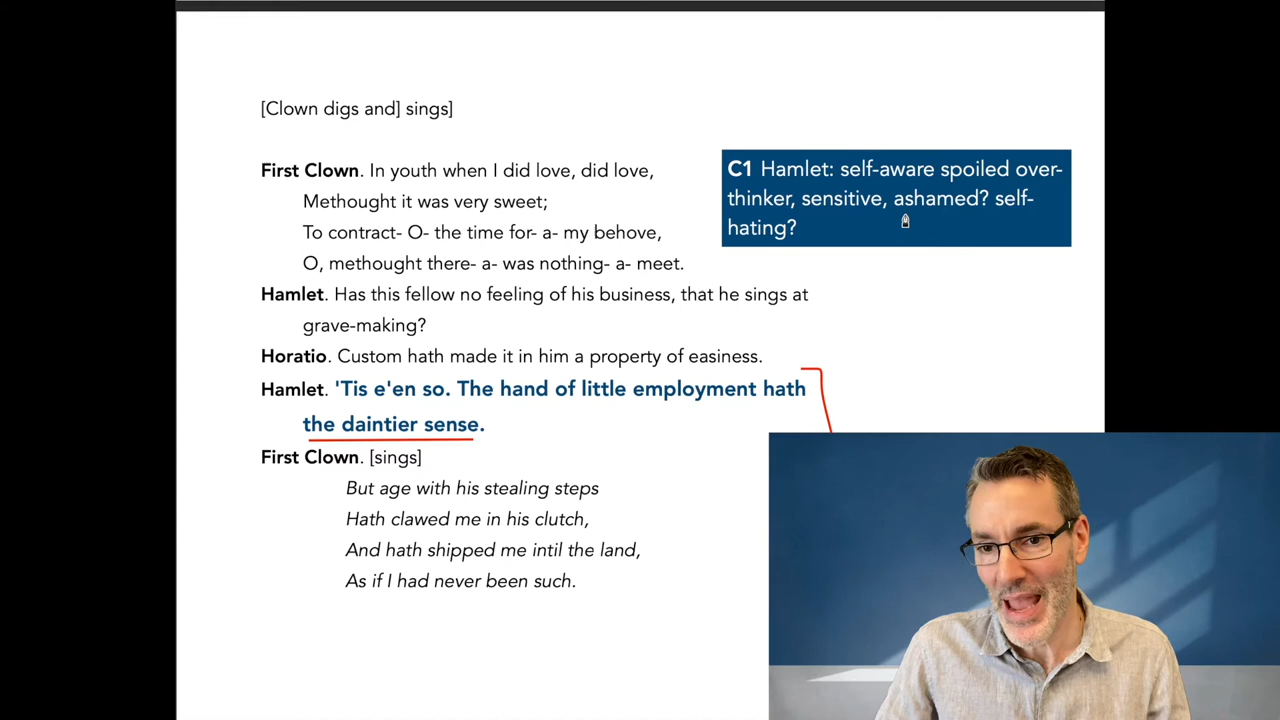 [Clown digs and] sings]
First Clown. In youth when I did love, did love,
Methought it was very sweet;
To contract- O- the time for- a- my behove,
O, methought there- a- was nothing- a- meet.
Hamlet. Has this fellow no feeling of his business, that he sings at
grave-making?
Horatio. Custom hath made it in him a property of easiness.
Hamlet. 'Tis e'en so. The hand of little employment hath
the daintier sense.
First Clown. [sings]
But age with his stealing steps
Hath clawed me in his clutch,
And hath shipped me intil the land,
As if I had never been such.
C1 Hamlet: self-aware spoiled over-
thinker, sensitive, ashamed? self-
hating?